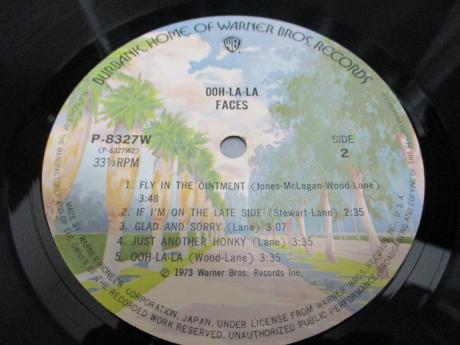 BURBANK, HOME OF WARNER BROS. RECORDS
WB
OOH-LA-LA
FACES
P-8327W
(P-8327W2)
33⅓RPM
SIDE
2
1. FLY IN THE OINTMENT (Jones-McLagan-Wood-Lane)
3:48
2. IF I'M ON THE LATE SIDE (Stewart-Lane) 2:35
3. GLAD AND SORRY (Lane) 3:07
4. JUST ANOTHER HONKY (Lane) 3:35
5. OOH-LA-LA (Wood-Lane) 3:35
Ⓟ 1973 Warner Bros. Records Inc.
MADE BY WARNER-PIONEER CORPORATION, JAPAN, UNDER LICENSE FROM WARNER BROS. RECORDS INC., U.S.A.
OF THE RECORDED WORK RESERVED. UNAUTHORIZED PUBLIC PERFORMANCE, BROADCASTING AND COPYING OF THIS